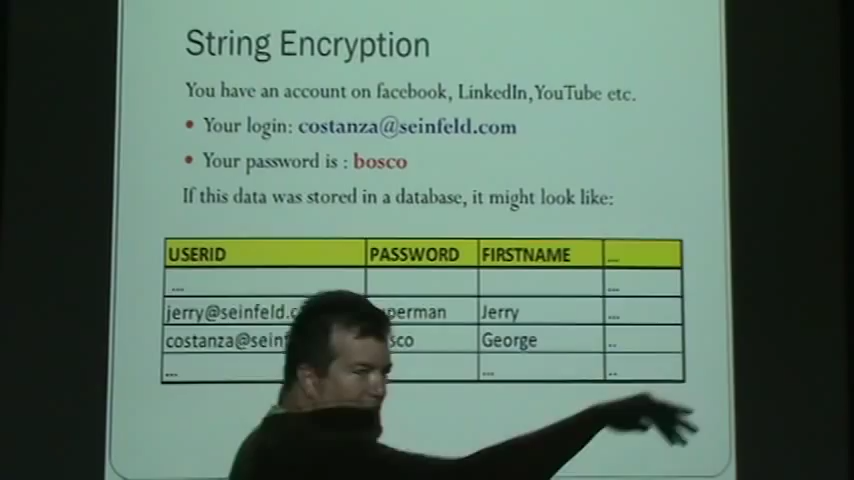 String Encryption
You have an account on facebook, LinkedIn,YouTube etc.
• Your login: costanza@seinfeld.com
• Your password is : bosco
If this data was stored in a database, it might look like:
USERID PASSWORD FIRSTNAME ...
... ...
jerry@seinfeld. perman Jerry ...
costanza@sein sco George ..
... ... ..